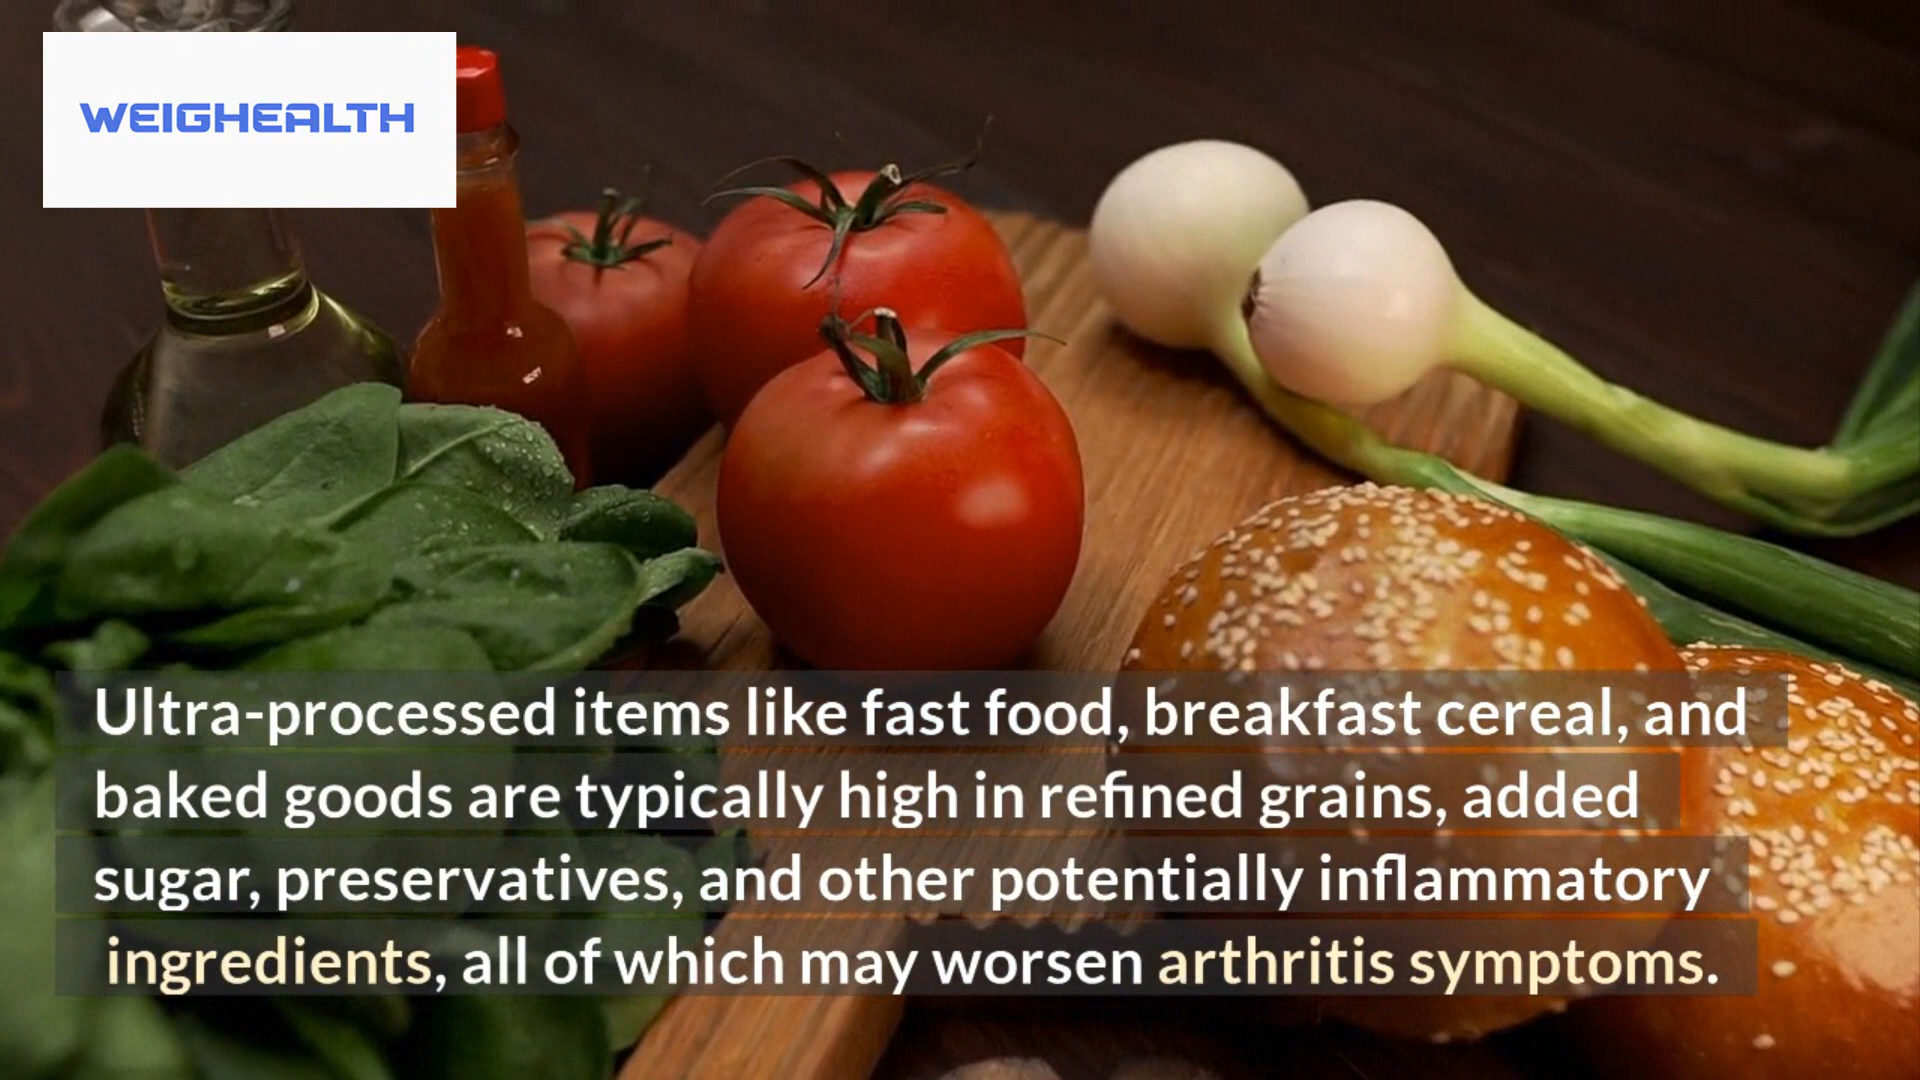 WEIGHEALTH
Ultra-processed items like fast food, breakfast cereal, and
baked goods are typically high in refined grains, added
sugar, preservatives, and other potentially inflammatory
ingredients, all of which may worsen arthritis symptoms.